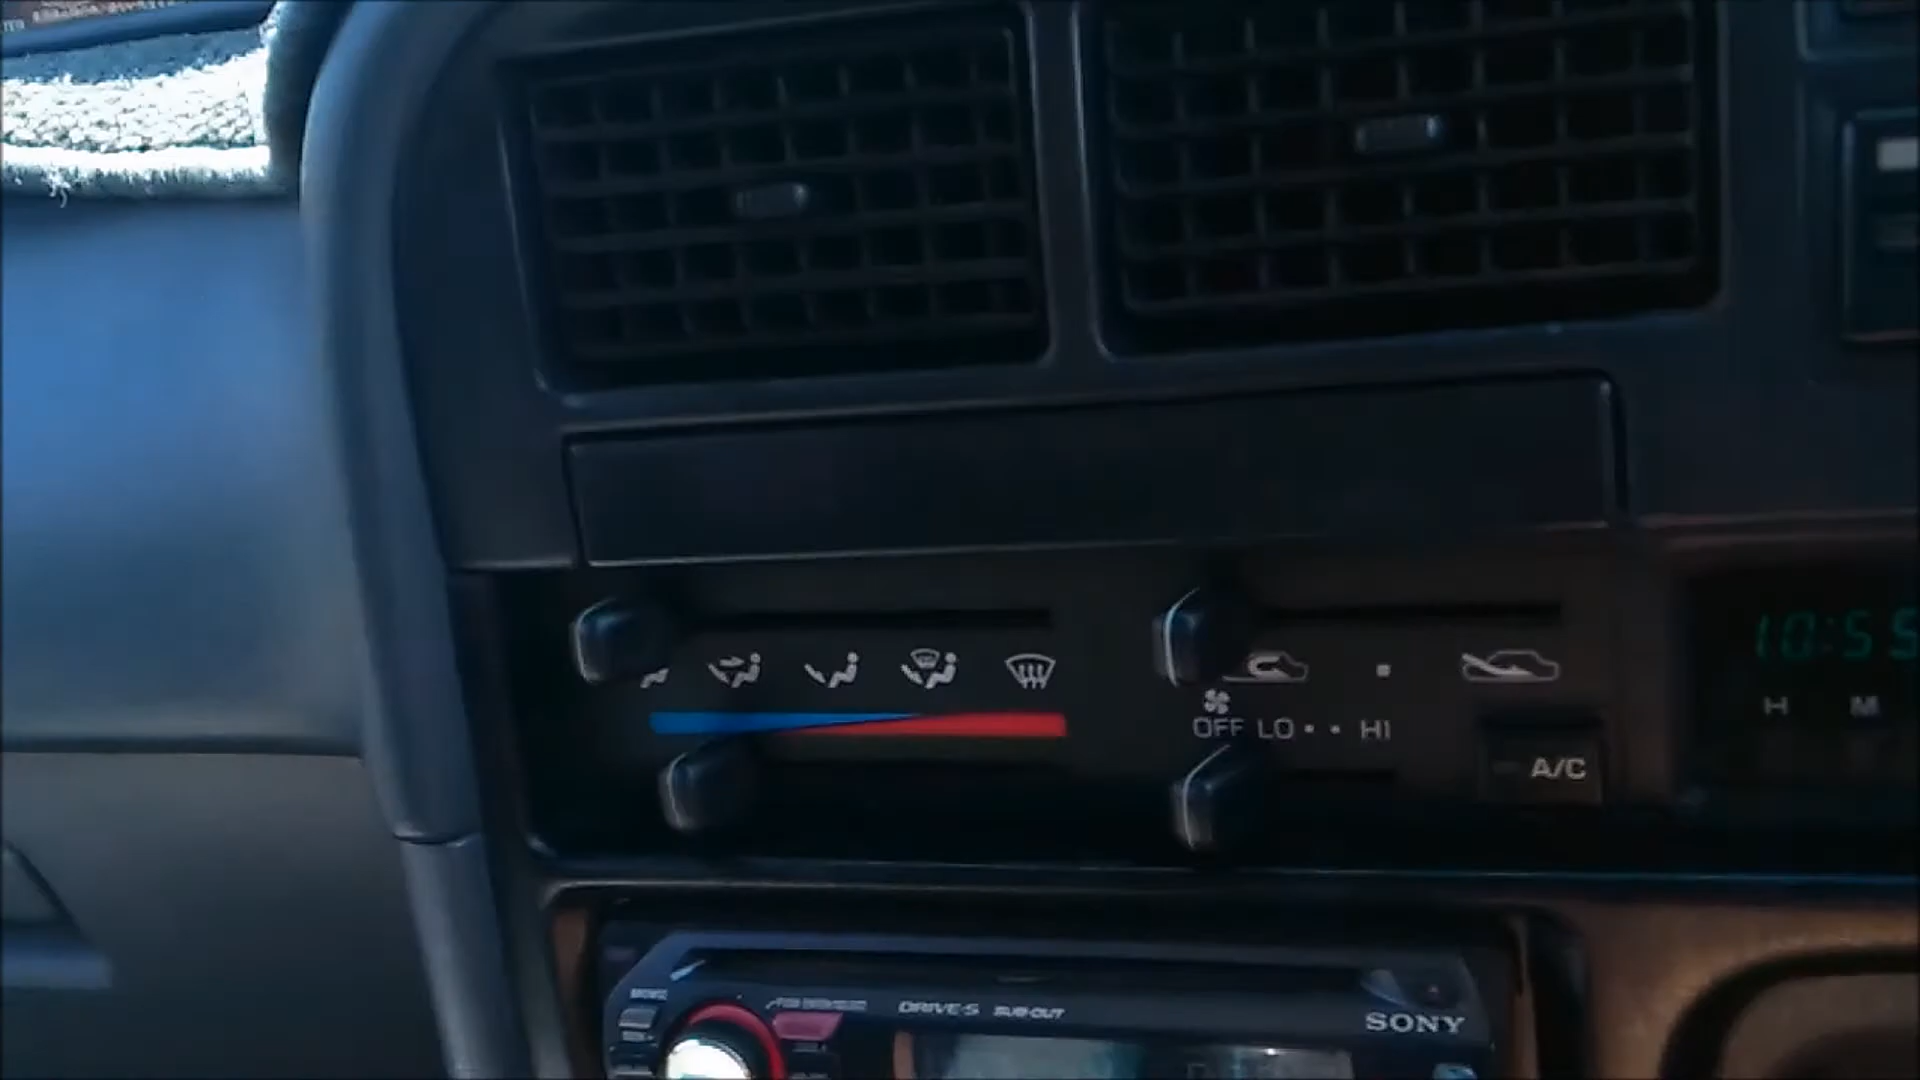 10:55
H M
OFF LO • • HI
A/C
DRIVE-S SUB OUT
SONY